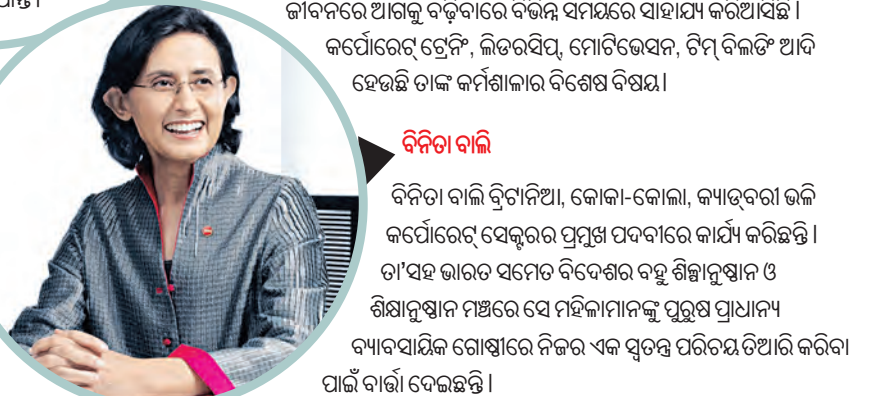 ଜୀବନରେ ଆଗକୁ ବଢ଼ିବାରେ ବିଭିନ୍ନ ସମୟରେ ସାହାଯ୍ୟ କରିଆସିଛି ।
କର୍ପୋରେଟ୍ ଟ୍ରେନିଂ, ଲିଡରସିପ୍, ମୋଟିଭେସନ, ଟିମ୍ ବିଲଡିଂ ଆଦି
ହେଉଛି ତାଙ୍କ କର୍ମଶାଳାର ବିଶେଷ ବିଷୟ।
ବିନିତା ବାଲି
ବିନିତା ବାଲି ବ୍ରିଟାନିଆ, କୋକା-କୋଲା, କ୍ୟାଡ୍‌ବରୀ ଭଳି
କର୍ପୋରେଟ୍ ସେକ୍ଟରର ପ୍ରମୁଖ ପଦବୀରେ କାର୍ଯ୍ୟ କରିଛନ୍ତି ।
ତା'ସହ ଭାରତ ସମେତ ବିଦେଶର ବହୁ ଶିଳ୍ପାନୁଷ୍ଠାନ ଓ
ଶିକ୍ଷାନୁଷ୍ଠାନ ମଞ୍ଚରେ ସେ ମହିଳାମାନଙ୍କୁ ପୁରୁଷ ପ୍ରାଧାନ୍ୟ
ବ୍ୟାବସାୟିକ ଗୋଷ୍ଠୀରେ ନିଜର ଏକ ସ୍ୱତନ୍ତ୍ର ପରିଚୟ ତିଆରି କରିବା
ପାଇଁ ବାର୍ତ୍ତା ଦେଇଛନ୍ତି ।